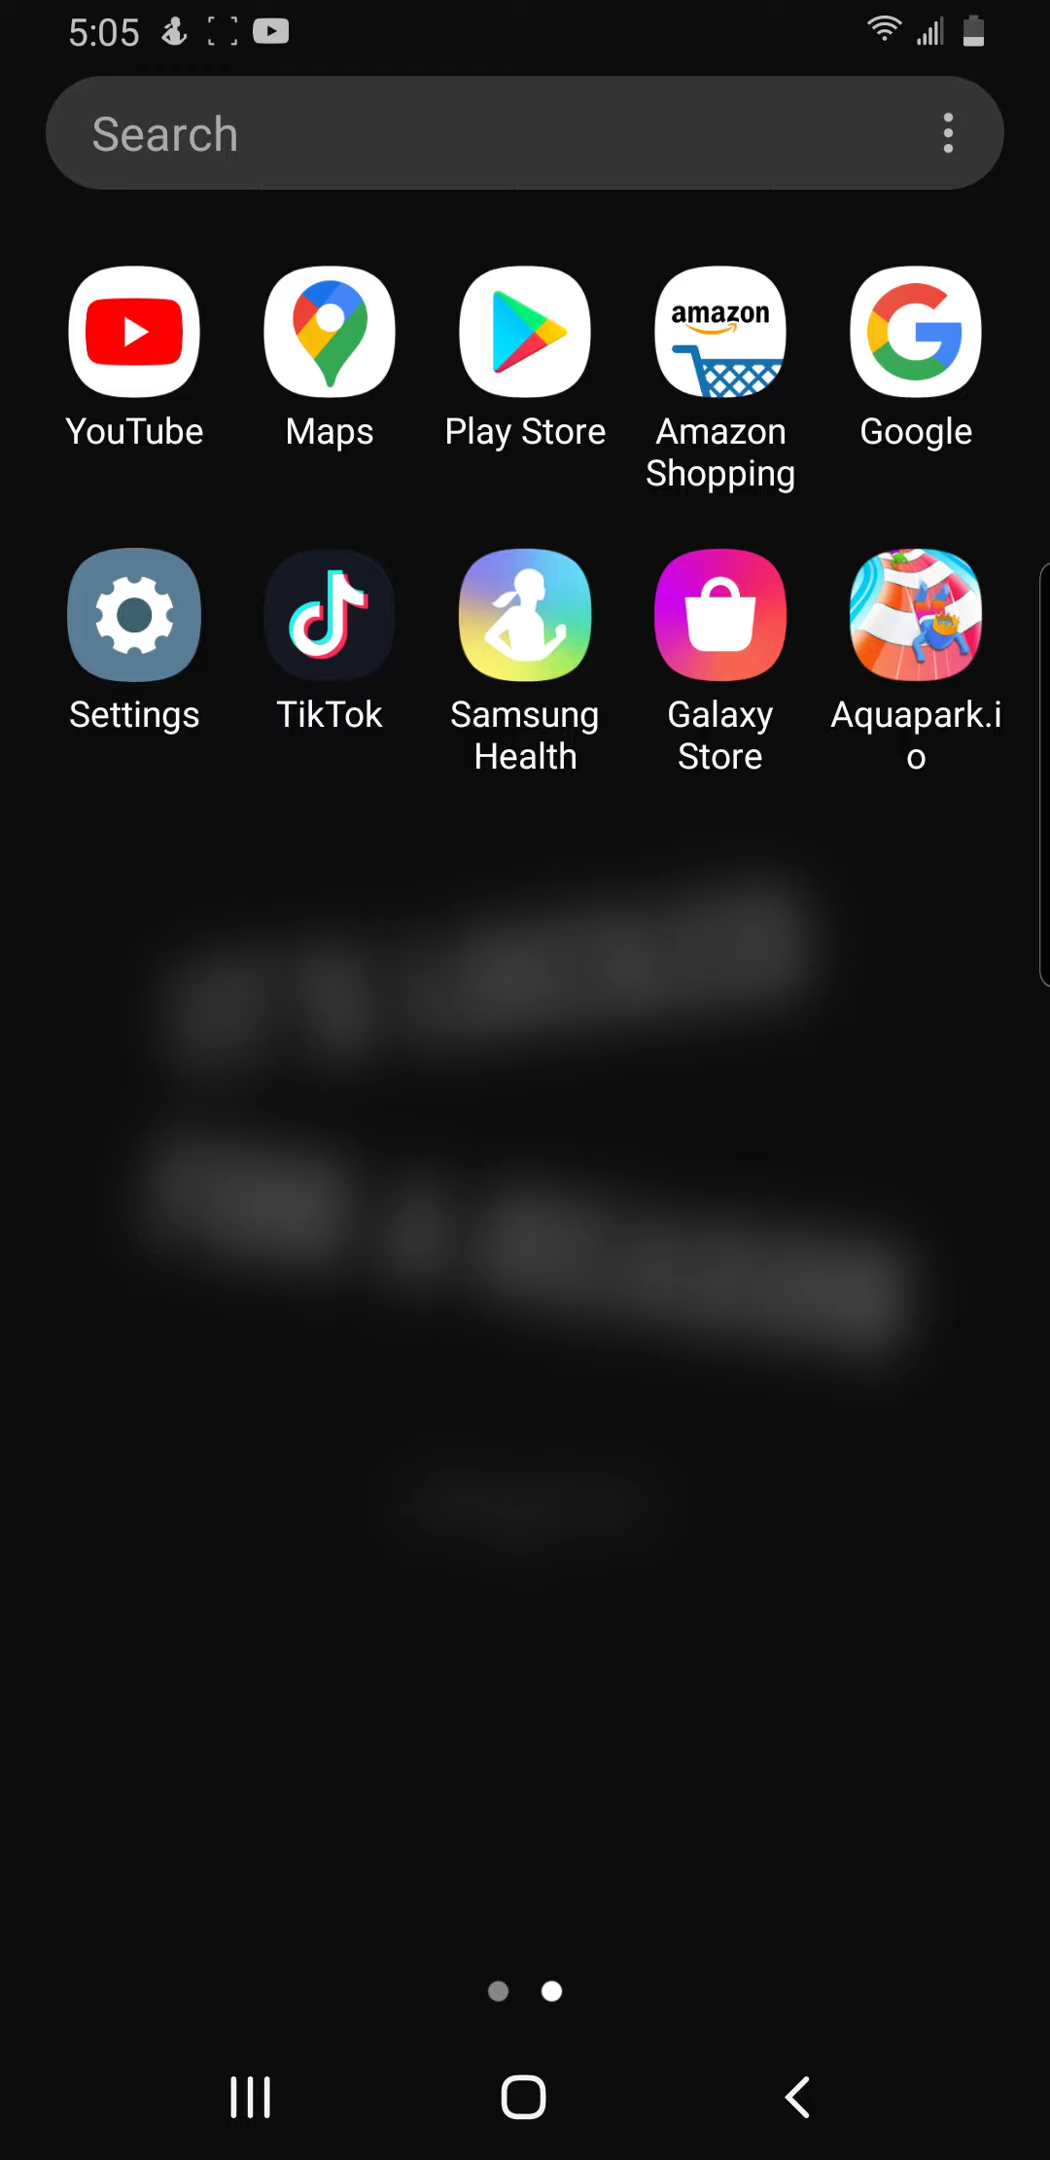 5:05
Search
YouTube
Maps
Play Store
amazon
Amazon
Shopping
Google
Settings
TikTok
Samsung
Health
Galaxy
Store
Aquapark.i
o